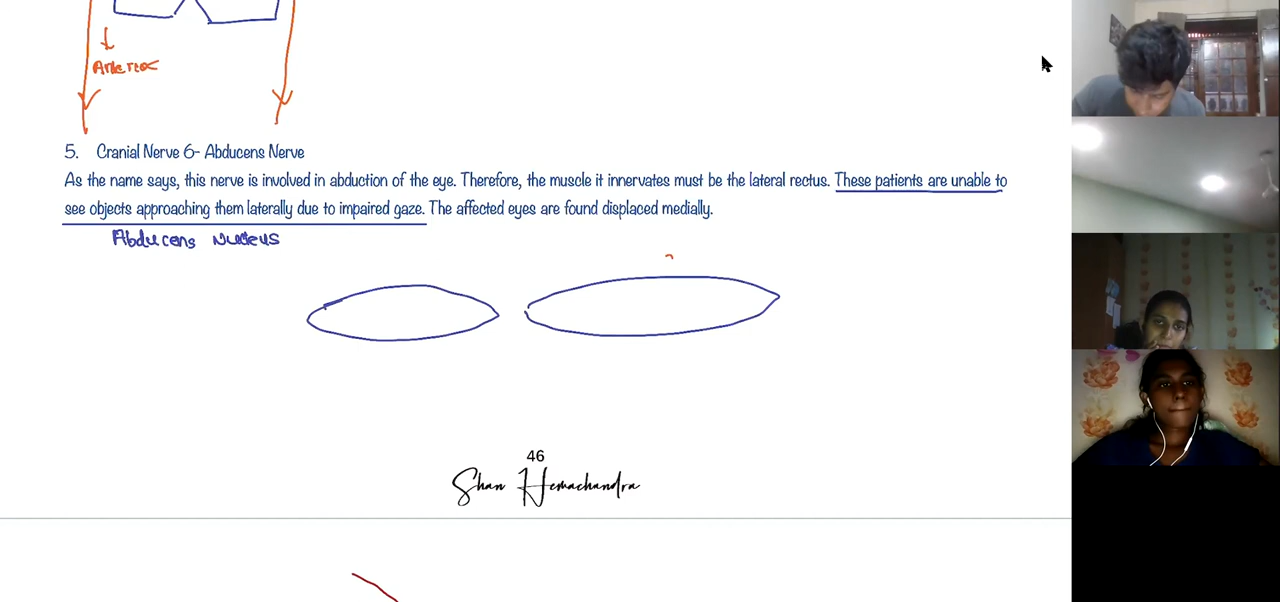 5. Cranial Nerve 6- Abducens Nerve
As the name says, this nerve is involved in abduction of the eye. Therefore, the muscle it innervates must be the lateral rectus. These patients are unable to
see objects approaching them laterally due to impaired gaze. The affected eyes are found displaced medially.
Abducens Nucleus
46
Shan Hemachandra